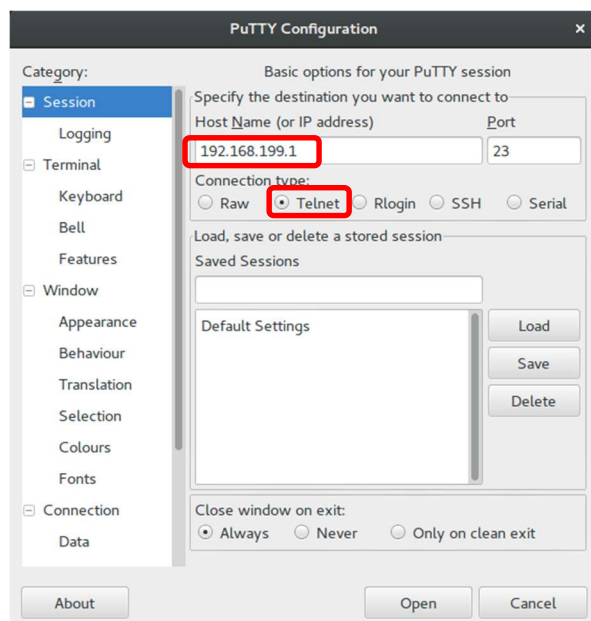 PuTTY Configuration
×
Category:
Basic options for your PuTTY session
Session
Logging
Terminal
Keyboard
Bell
Features
Window
Appearance
Behaviour
Translation
Selection
Colours
Fonts
Connection
Data
Specify the destination you want to connect to
Host Name (or IP address)
Port
192.168.199.1
23
Connection type:
Raw
Telnet
Rlogin
SSH
Serial
Load, save or delete a stored session
Saved Sessions
Default Settings
Load
Save
Delete
Close window on exit:
Always
Never
Only on clean exit
About
Open
Cancel